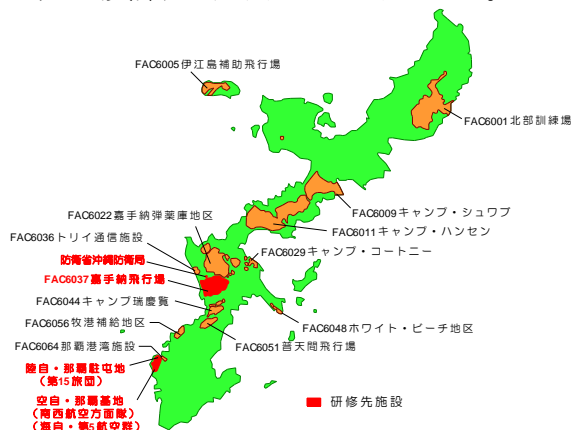 FAC6005伊江島補助飛行場
FAC6001北部訓練場
FAC6009キャンプ・シュワブ
FAC6011キャンプ・ハンセン
FAC6022嘉手納弾薬庫地区
FAC6036トリイ通信施設
FAC6029キャンプ・コートニー
防衛省沖縄防衛局
FAC6037嘉手納飛行場
FAC6044キャンプ瑞慶覧
FAC6048ホワイト・ビーチ地区
FAC6056牧港補給地区
FAC6051普天間飛行場
FAC6064那覇港湾施設
陸自・那覇駐屯地
（第15旅団）
空自・那覇基地
（南西航空方面隊）
（海自・第5航空群）
研修先施設